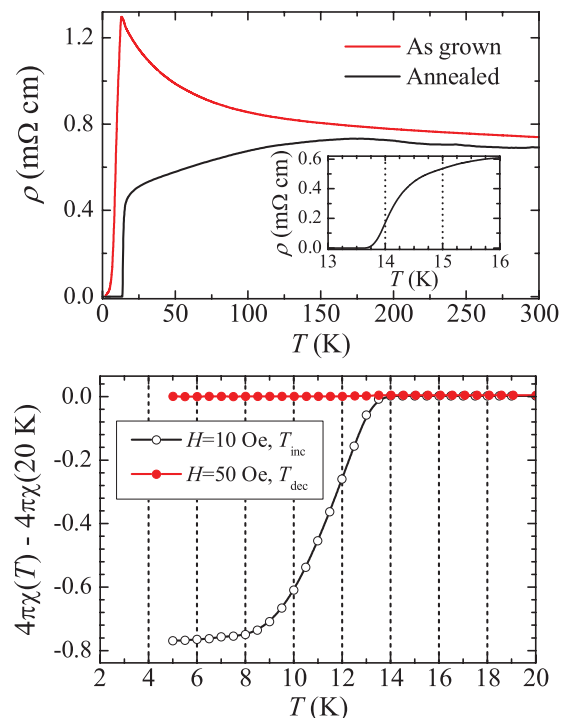 1.2
0.8
0.4
0.0
ρ (mΩ cm)
As grown
Annealed
0.6
0.4
0.2
0.0
ρ (mΩ cm)
13 14 15 16
T (K)
0 50 100 150 200 250 300
T (K)
0.0
-0.2
-0.4
-0.6
-0.8
4πχ(T) - 4πχ(20 K)
H=10 Oe, Tinc
H=50 Oe, Tdec
2 4 6 8 10 12 14 16 18 20
T (K)